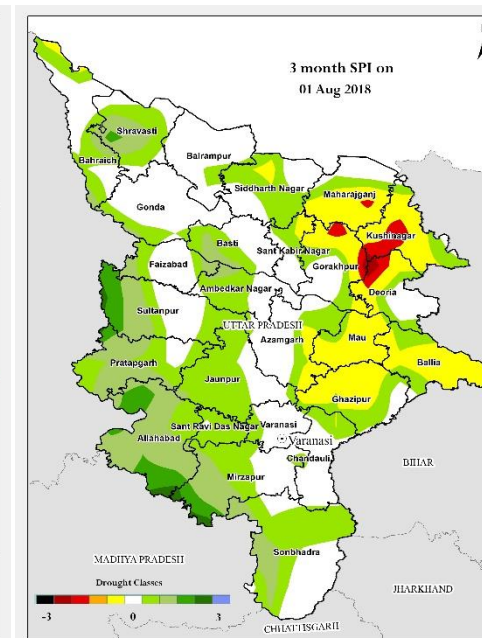 3 month SPI on
01 Aug 2018
Shravasti
Bahraich
Balrampur
Siddharth Nagar
Maharajganj
Gonda
Kushinagar
Basti
Sant Kabir Nagar
Gorakhpur
Faizabad
Deoria
Ambedkar Nagar
Sultanpur
UTTAR PRADESH
Azamgarh
Mau
Ballia
Pratapgarh
Jaunpur
Ghazipur
Sant Ravi Das Nagar
Varanasi
Varanasi
Allahabad
Chandauli
BIHAR
Mirzapur
Sonbhadra
MADHYA PRADESH
JHARKHAND
Drought Classes
-3 0 3
CHHATTISGARH